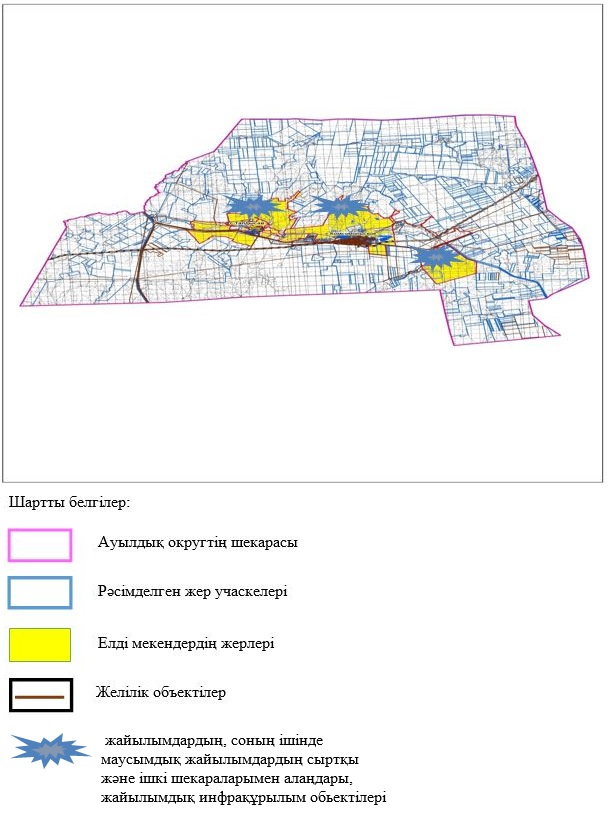 Шартты белгілер:
Ауылдық округтің шекарасы
Рәсімделген жер учаскелері
Елді мекендердің жерлері
Желілік объектілер
жайылымдардың, соның ішінде
маусымдық жайылымдардың сыртқы
және ішкі шекараларымен алаңдары,
жайылымдық инфрақұрылым объектілері